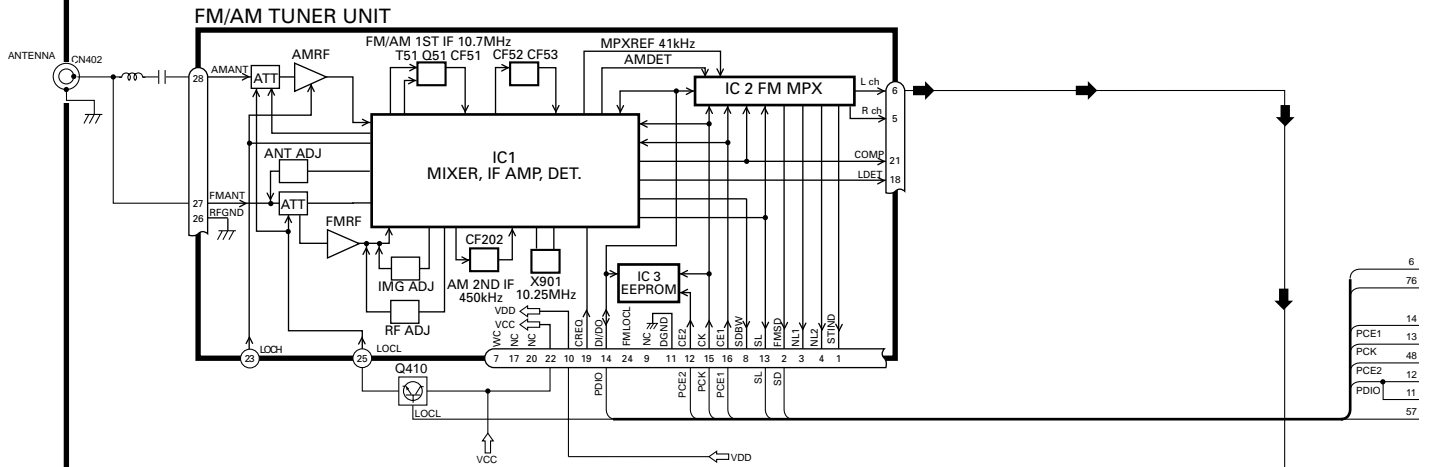 FM/AM TUNER UNIT
ANTENNA
CN402
28
AMANT
ATT
AMRF
FM/AM 1ST IF 10.7MHz
T51 Q51 CF51
CF52 CF53
MPXREF 41kHz
AMDET
IC 2 FM MPX
L ch
6
R ch
5
IC1
MIXER, IF AMP, DET.
COMP
21
LDET
18
ANT ADJ
27
FMANT
ATT
26
RFGND
FMRF
IMG ADJ
RF ADJ
CF202
AM 2ND IF
450kHz
X901
10.25MHz
IC 3
EEPROM
VDD
VCC
WC
NC
NC
CREQ
DI/DO
FMLOCL
NC
DGND
CE2
CK
CE1
SDBW
SL
FMSD
NL1
NL2
STIND
23
LOCH
25
LOCL
7
17
20
22
10
19
14
24
9
11
12
15
16
8
13
2
3
4
1
Q410
LOCL
PDIO
PCE2
PCK
PCE1
SL
SD
VCC
VDD
6
76
14
PCE1
13
PCK
48
PCE2
12
PDIO
11
57